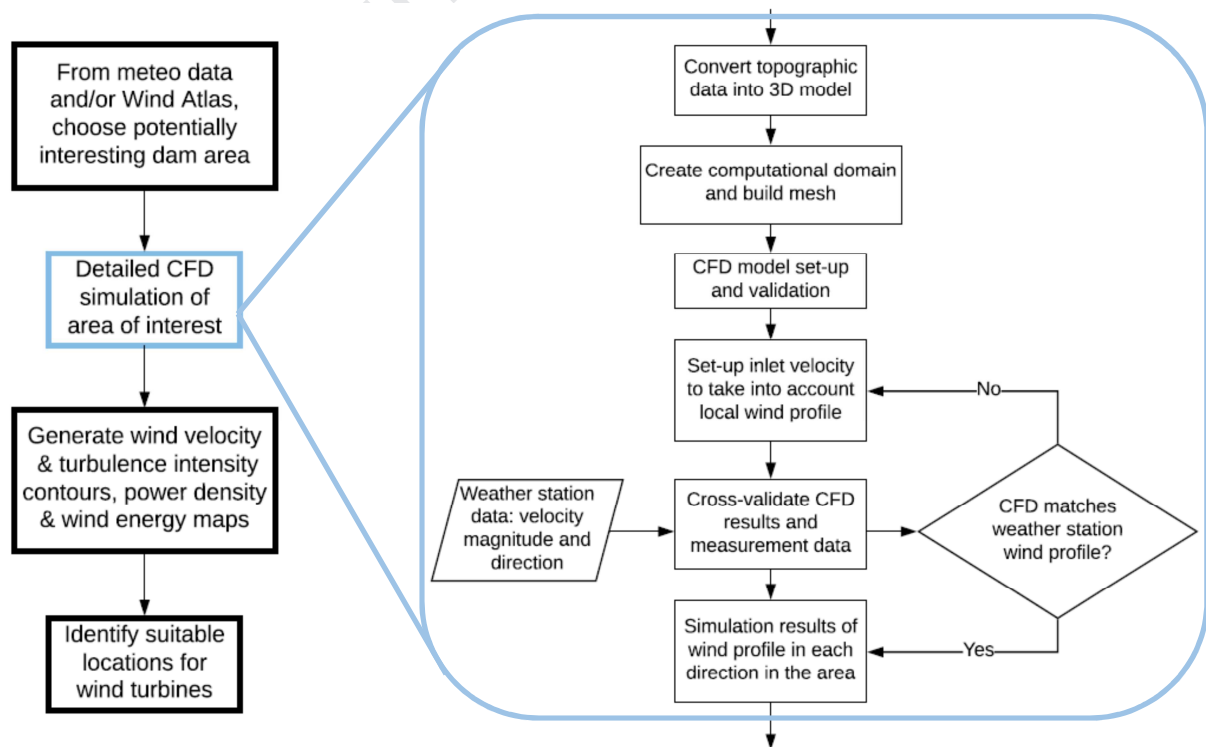 From meteo data
and/or Wind Atlas,
choose potentially
interesting dam area
Detailed CFD
simulation of
area of interest
Generate wind velocity
& turbulence intensity
contours, power density
& wind energy maps
Identify suitable
locations for
wind turbines
Convert topographic
data into 3D model
Create computational domain
and build mesh
CFD model set-up
and validation
Set-up inlet velocity
to take into account
local wind profile
No
Weather station
data: velocity
magnitude and
direction
Cross-validate CFD
results and
measurement data
CFD matches
weather station
wind profile?
Simulation results of
wind profile in each
direction in the area
Yes